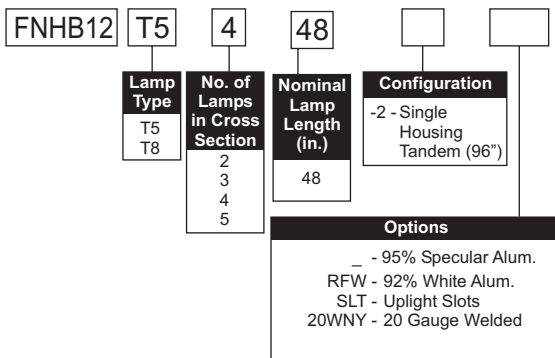 FNHB12 T5 4 48
Lamp
Type
T5
T8
No. of
Lamps
in Cross
Section
2
3
4
5
Nominal
Lamp
Length
(in.)
48
Configuration
-2 - Single
Housing
Tandem (96”)
Options
_ - 95% Specular Alum.
RFW - 92% White Alum.
SLT - Uplight Slots
20WNY - 20 Gauge Welded